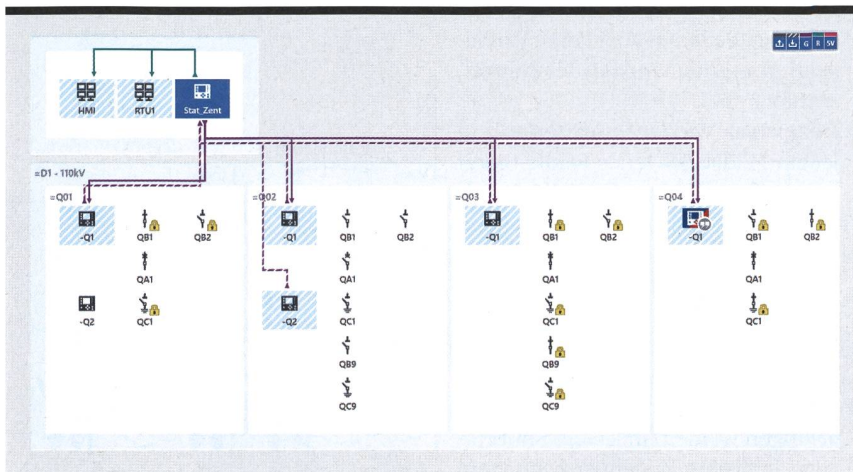 G R SV
HMI RTU1 Stat_Zent
=D1 - 110kV
=Q01
-Q1 QB1 QB2
QA1
-Q2 QC1
=Q02
-Q1 QB1 QB2
QA1
-Q2 QC1
QB9
QC9
=Q03
-Q1 QB1 QB2
QA1
QC1
QB9
QC9
=Q04
-Q1 QB1 QB2
QA1
QC1